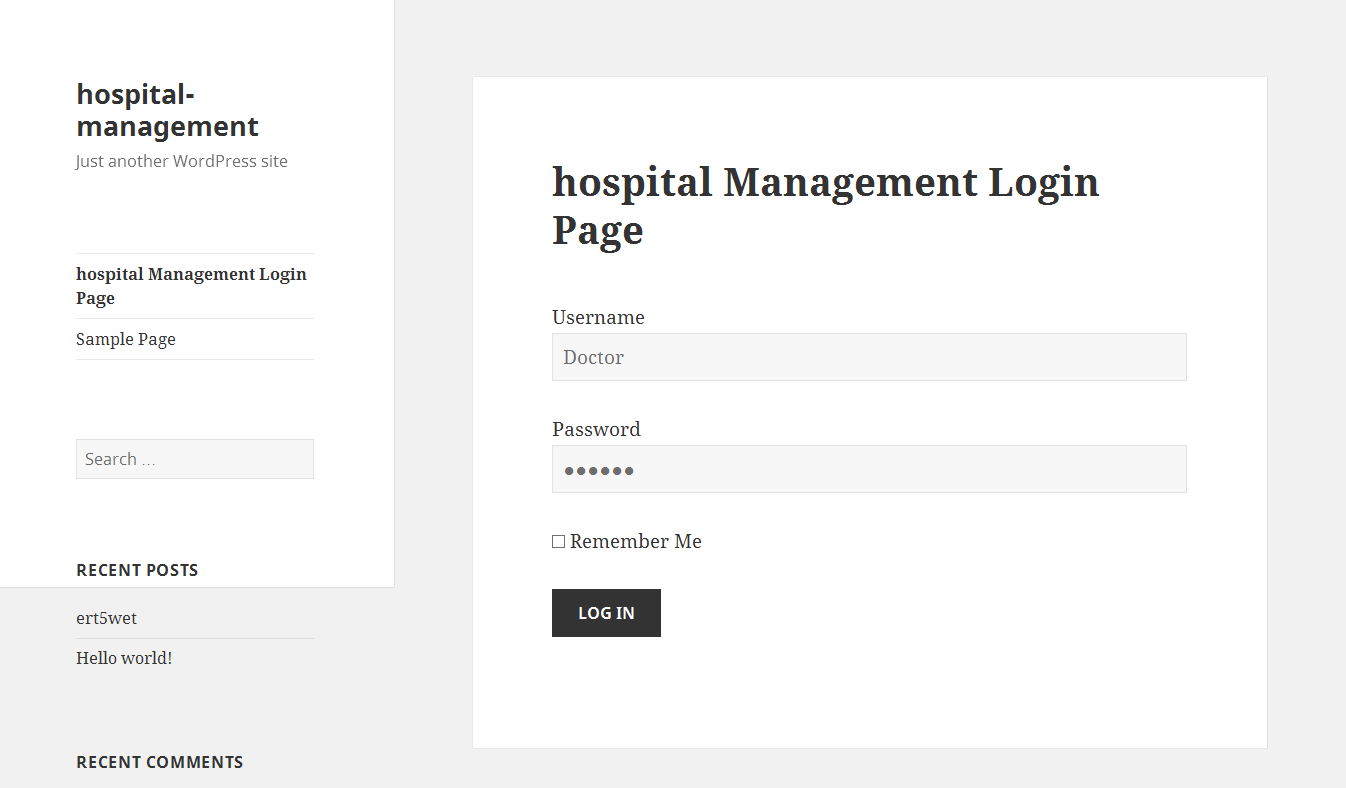 hospital-
management
Just another WordPress site
hospital Management Login
Page
Sample Page
Search …
RECENT POSTS
ert5wet
Hello world!
RECENT COMMENTS
hospital Management Login
Page
Username
Doctor
Password
●●●●●●
Remember Me
LOG IN